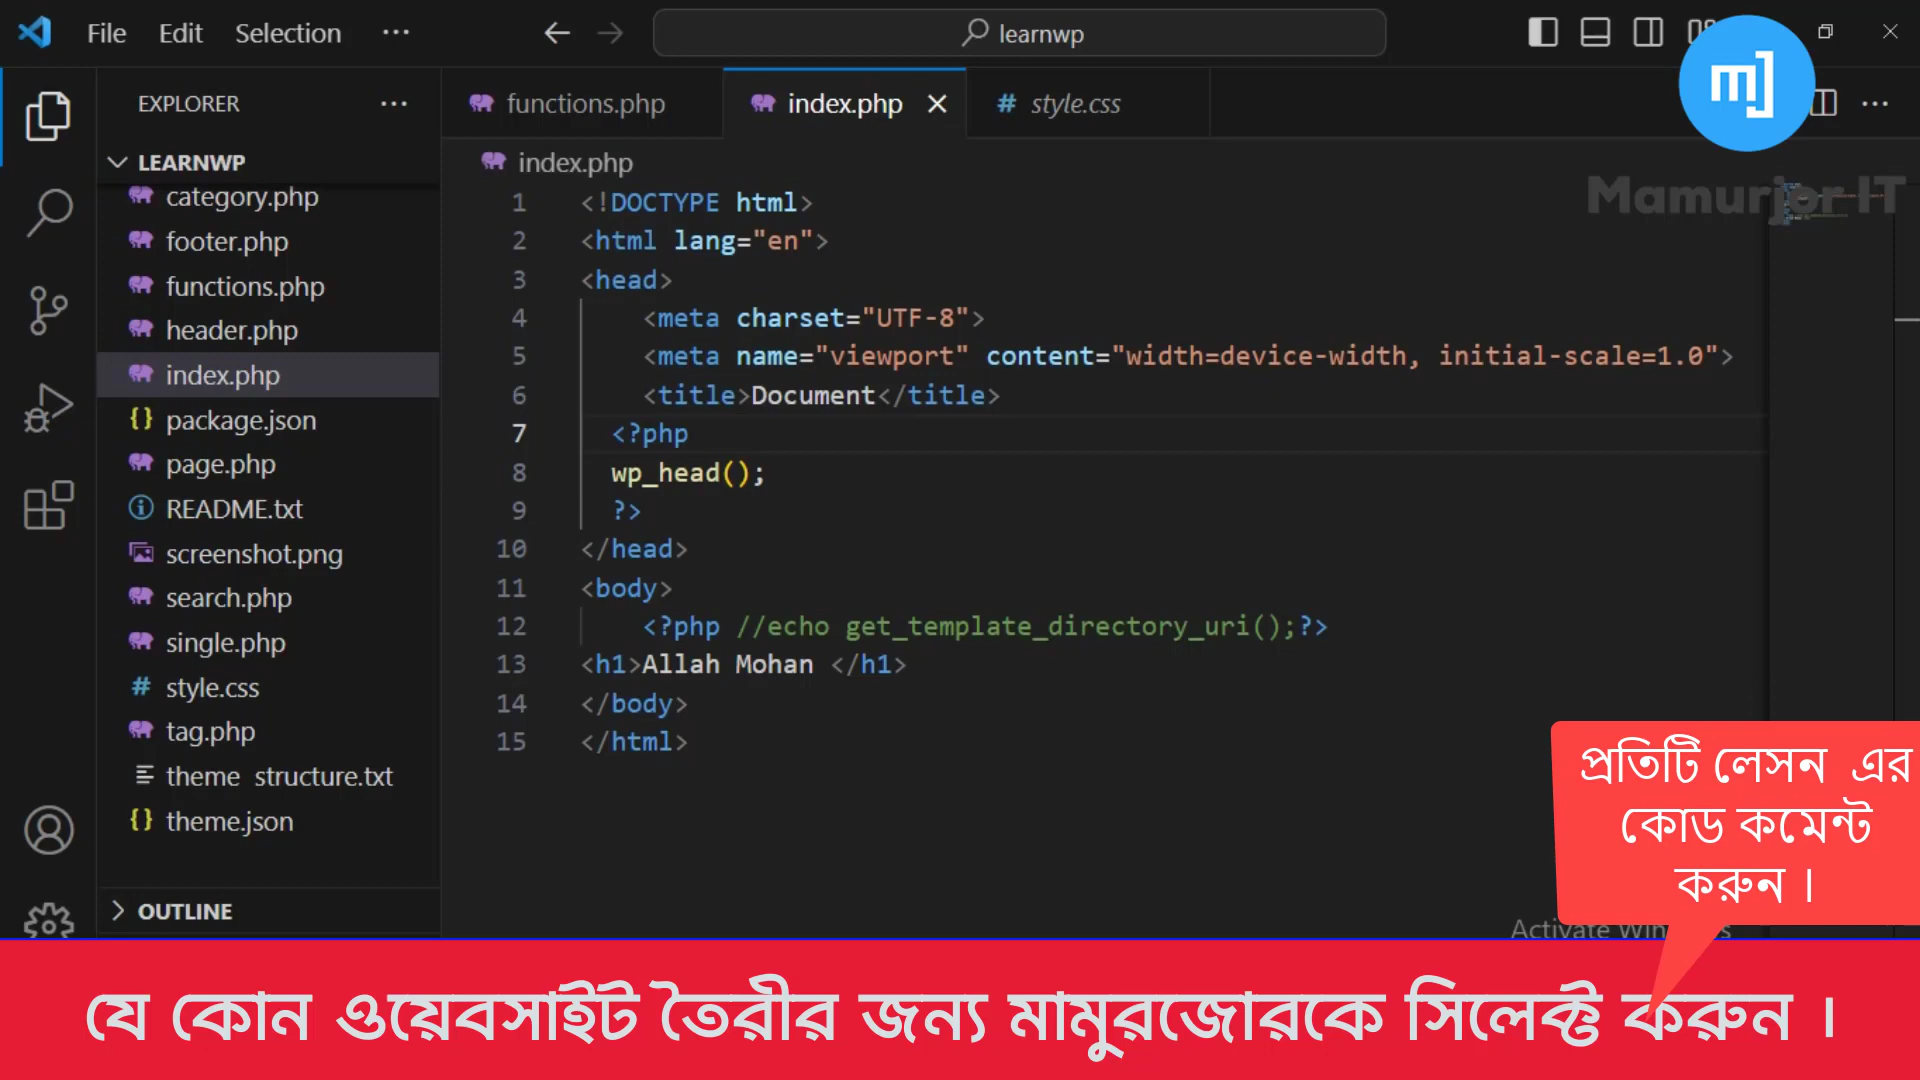 File Edit Selection ···
learnwp
EXPLORER ···
functions.php
index.php
# style.css
mJ
Mamurjor IT
LEARNWP
category.php
footer.php
functions.php
header.php
index.php
{} package.json
page.php
README.txt
screenshot.png
search.php
single.php
# style.css
tag.php
theme structure.txt
{} theme.json
OUTLINE
index.php
1 <!DOCTYPE html>
2 <html lang="en">
3 <head>
4 <meta charset="UTF-8">
5 <meta name="viewport" content="width=device-width, initial-scale=1.0">
6 <title>Document</title>
7 <?php
8 wp_head();
9 ?>
10 </head>
11 <body>
12 <?php //echo get_template_directory_uri();?>
13 <h1>Allah Mohan </h1>
14 </body>
15 </html>
প্রতিটি লেসন এর
কোড কমেন্ট
করুন ।
Activate
যে কোন ওয়েবসাইট তৈরীর জন্য মামুরজোরকে সিলেক্ট করুন ।